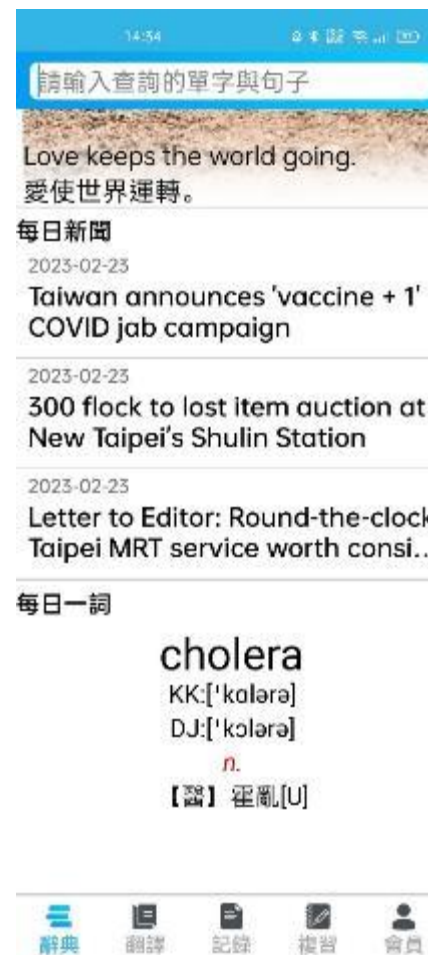 14:54
請輸入查詢的單字與句子
Love keeps the world going.
愛使世界運轉。
每日新聞
2023-02-23
Taiwan announces 'vaccine + 1'
COVID jab campaign
2023-02-23
300 flock to lost item auction at
New Taipei's Shulin Station
2023-02-23
Letter to Editor: Round-the-clock
Taipei MRT service worth consi..
每日一詞
cholera
KK:[ˈkɑlərə]
DJ:[ˈkɔlərə]
n.
【醫】霍亂[U]
辭典 翻譯 記錄 複習 會員